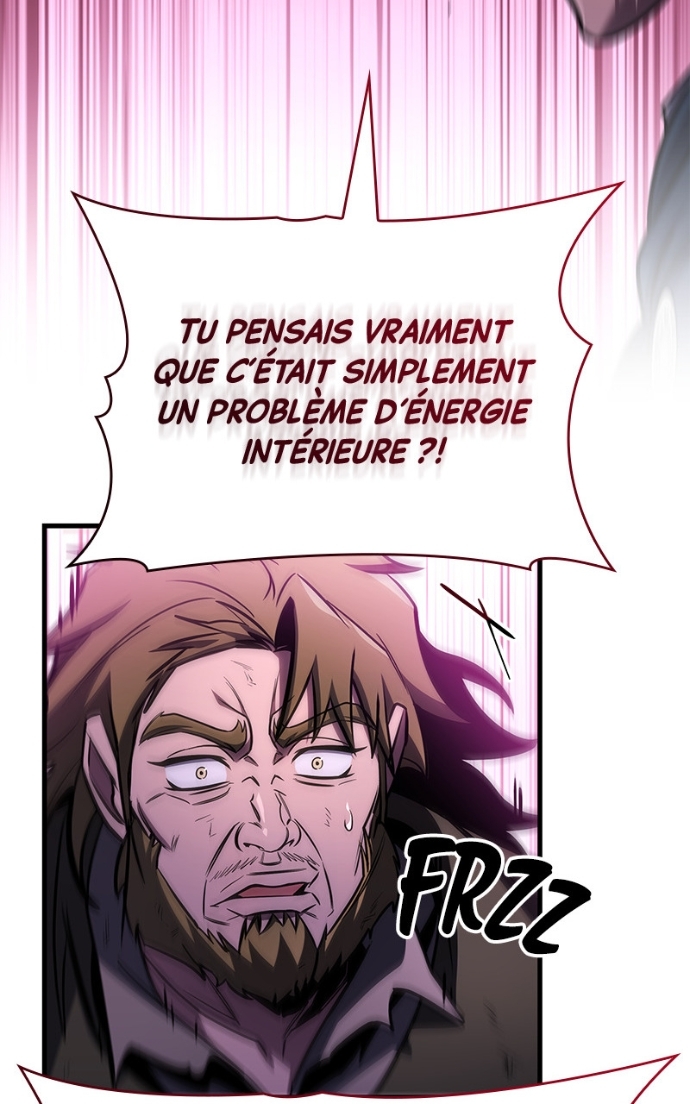 TU PENSAIS VRAIMENT
QUE C'ÉTAIT SIMPLEMENT
UN PROBLÈME D'ÉNERGIE
INTÉRIEURE ?!
FRZZ